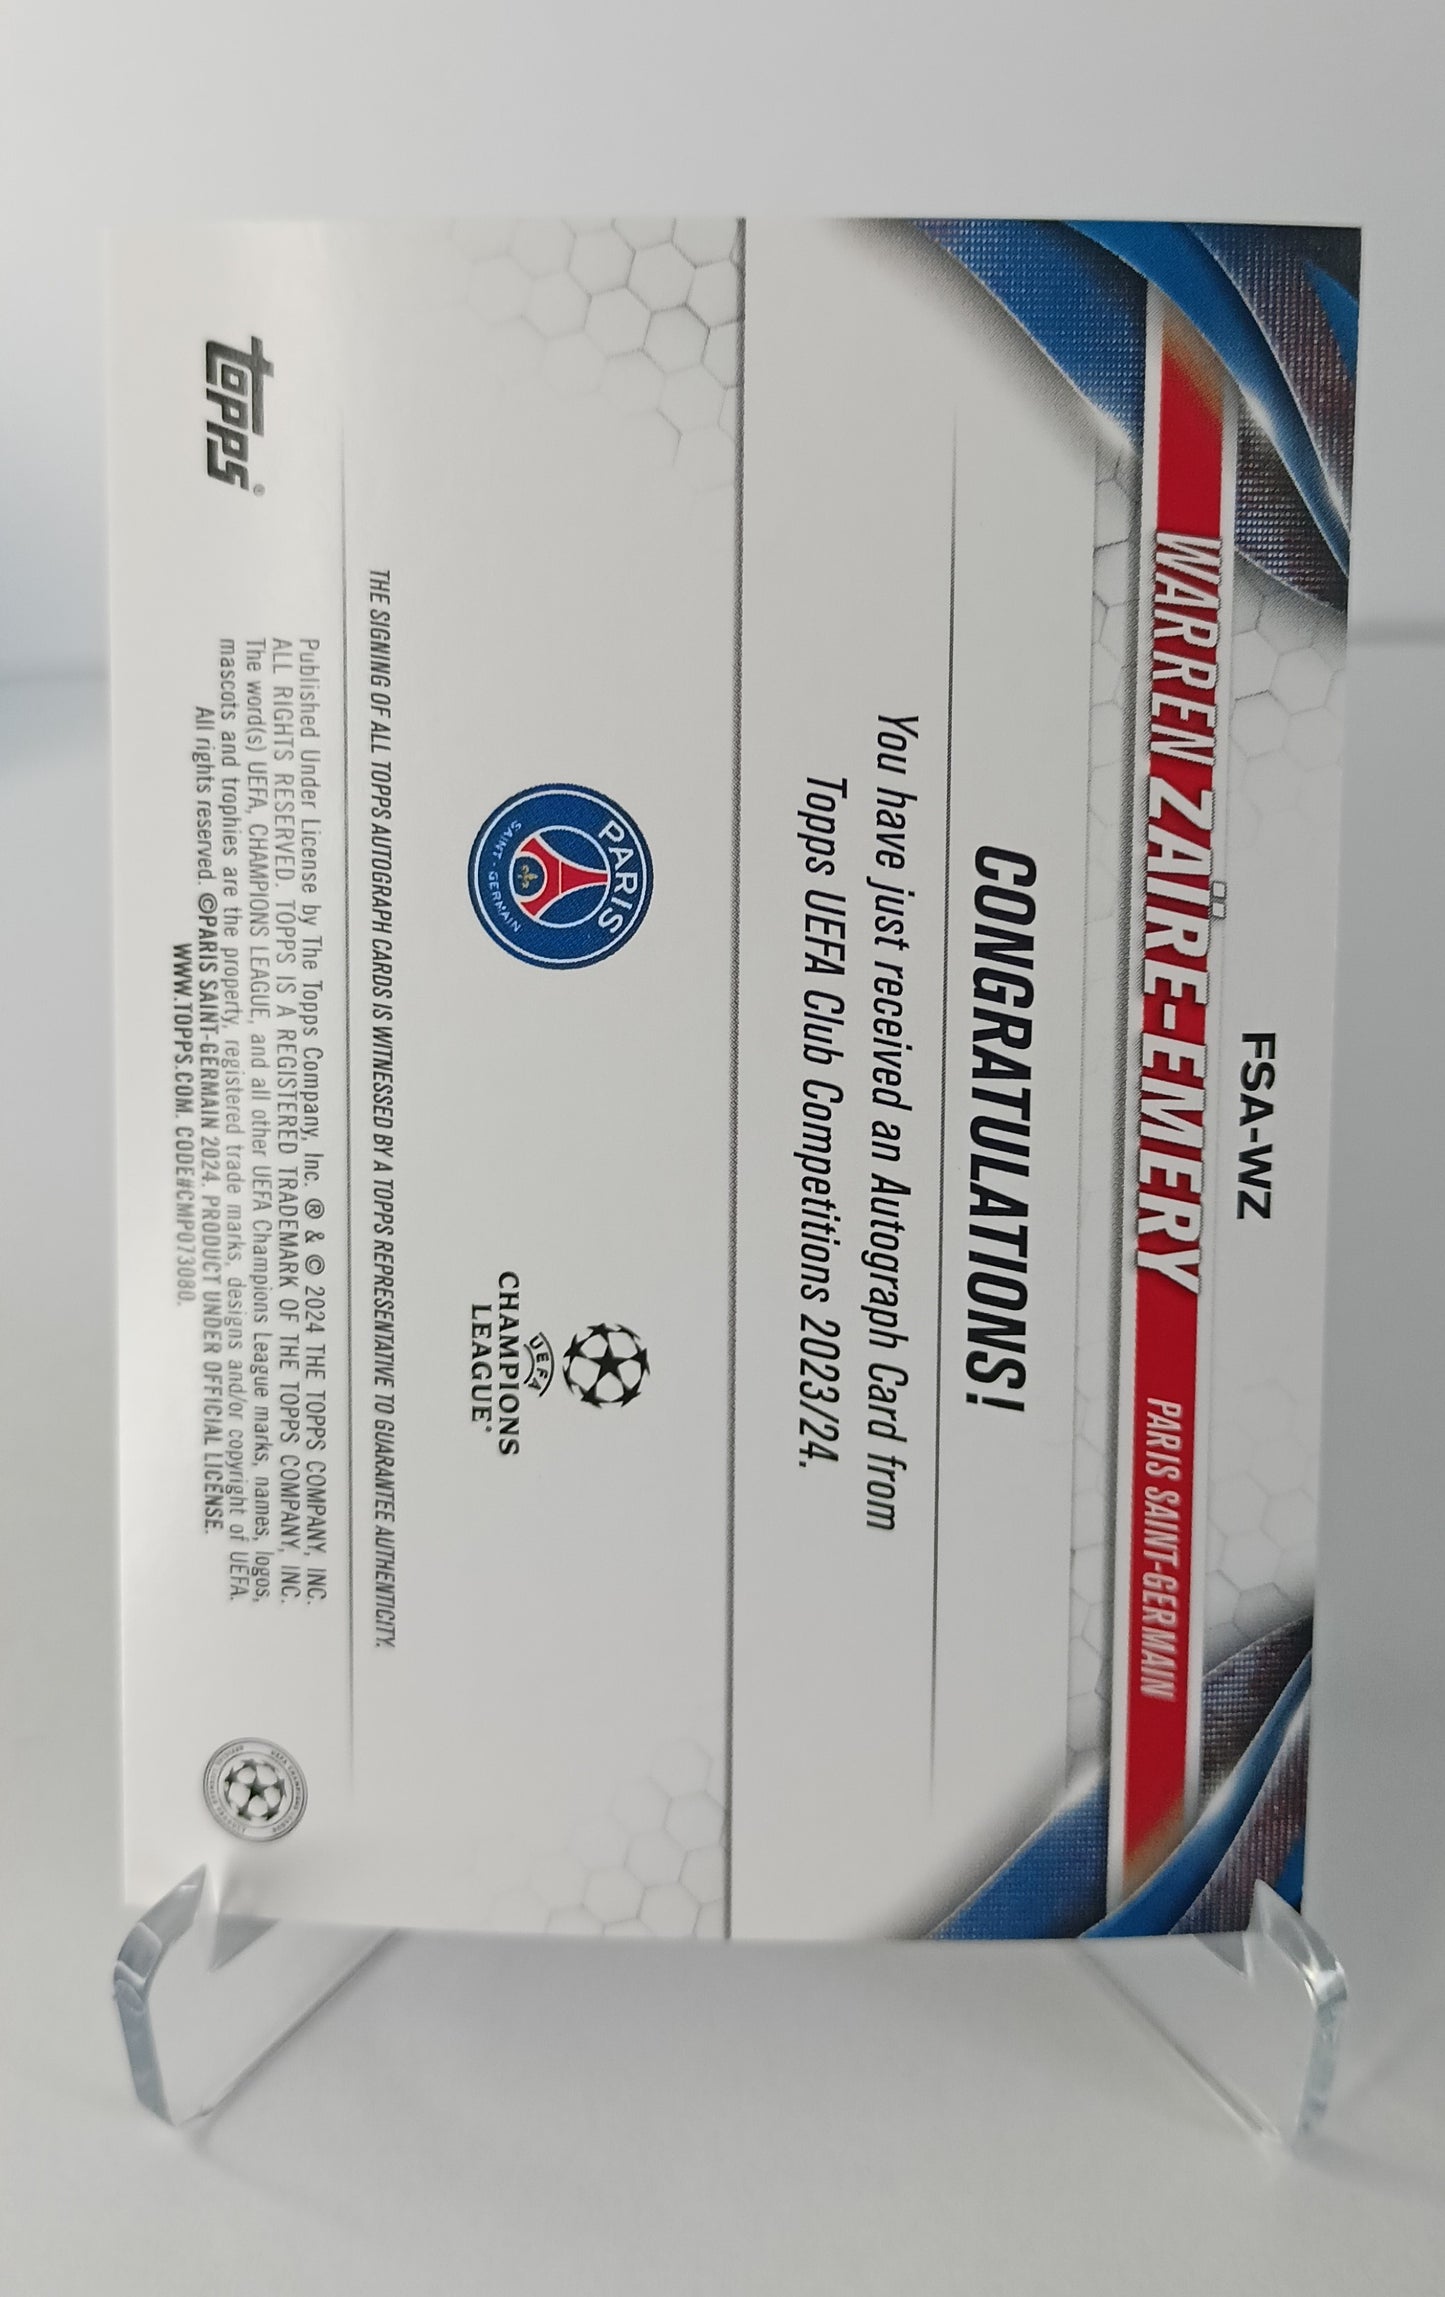 FSA-WZ
WARREN ZAÏRE-EMERY PARIS SAINT-GERMAIN
CONGRATULATIONS!
You have just received an Autograph Card from
Topps UEFA Club Competitions 2023/24.
PARIS
SAINT-GERMAIN
UEFA
CHAMPIONS
LEAGUE®
THE SIGNING OF ALL TOPPS AUTOGRAPH CARDS IS WITNESSED BY A TOPPS REPRESENTATIVE TO GUARANTEE AUTHENTICITY.
topps®
Published Under License by The Topps Company, Inc. ® & © 2024 THE TOPPS COMPANY, INC.
ALL RIGHTS RESERVED. TOPPS IS A REGISTERED TRADEMARK OF THE TOPPS COMPANY, INC.
The word(s) UEFA, CHAMPIONS LEAGUE, and all other UEFA Champions League marks, names, logos,
mascots and trophies are the property, registered trade marks, designs and/or copyright of UEFA.
All rights reserved. ©PARIS SAINT-GERMAIN 2024. PRODUCT UNDER OFFICIAL LICENSE.
WWW.TOPPS.COM. CODE#CMP073080.